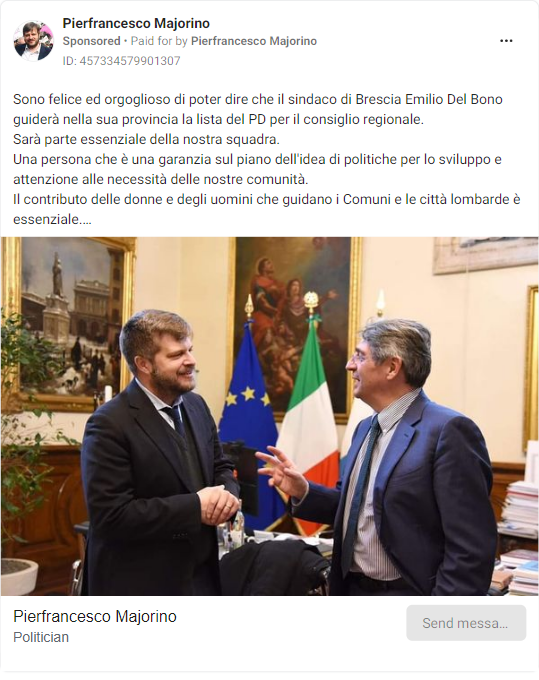 Pierfrancesco Majorino
Sponsored • Paid for by Pierfrancesco Majorino
ID: 457334579901307
Sono felice ed orgoglioso di poter dire che il sindaco di Brescia Emilio Del Bono
guiderà nella sua provincia la lista del PD per il consiglio regionale.
Sarà parte essenziale della nostra squadra.
Una persona che è una garanzia sul piano dell'idea di politiche per lo sviluppo e
attenzione alle necessità delle nostre comunità.
Il contributo delle donne e degli uomini che guidano i Comuni e le città lombarde è
essenziale....
Pierfrancesco Majorino
Politician
Send messa...